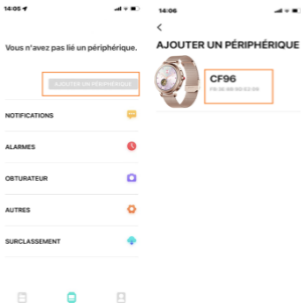 14:05
Vous n'avez pas lié un périphérique.
AJOUTER UN PÉRIPHÉRIQUE
NOTIFICATIONS
ALARMES
OBTURATEUR
AUTRES
SURCLASSEMENT
14:06
AJOUTER UN PÉRIPHÉRIQUE
CF96